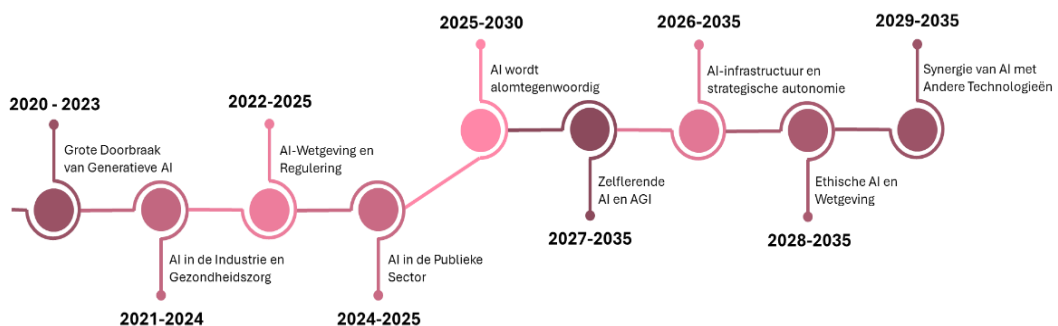 2020 - 2023
Grote Doorbraak
van Generatieve AI
AI in de Industrie en
Gezondheidszorg
2021-2024
2022-2025
AI-Wetgeving en
Regulering
AI in de Publieke
Sector
2024-2025
2025-2030
AI wordt
alomtegenwoordig
Zelflerende
AI en AGI
2027-2035
2026-2035
AI-infrastructuur en
strategische autonomie
Ethische AI en
Wetgeving
2028-2035
2029-2035
Synergie van AI met
Andere Technologieën